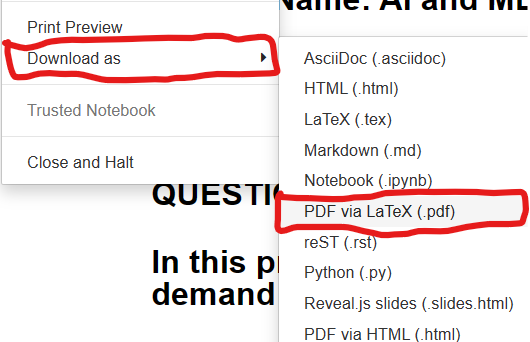 Name: AI and ML
Print Preview
Download as
Trusted Notebook
Close and Halt
AsciiDoc (.asciidoc)
HTML (.html)
LaTeX (.tex)
Markdown (.md)
Notebook (.ipynb)
PDF via LaTeX (.pdf)
reST (.rst)
Python (.py)
Reveal.js slides (.slides.html)
PDF via HTML (.html)
QUESTIO
In this pr
demand